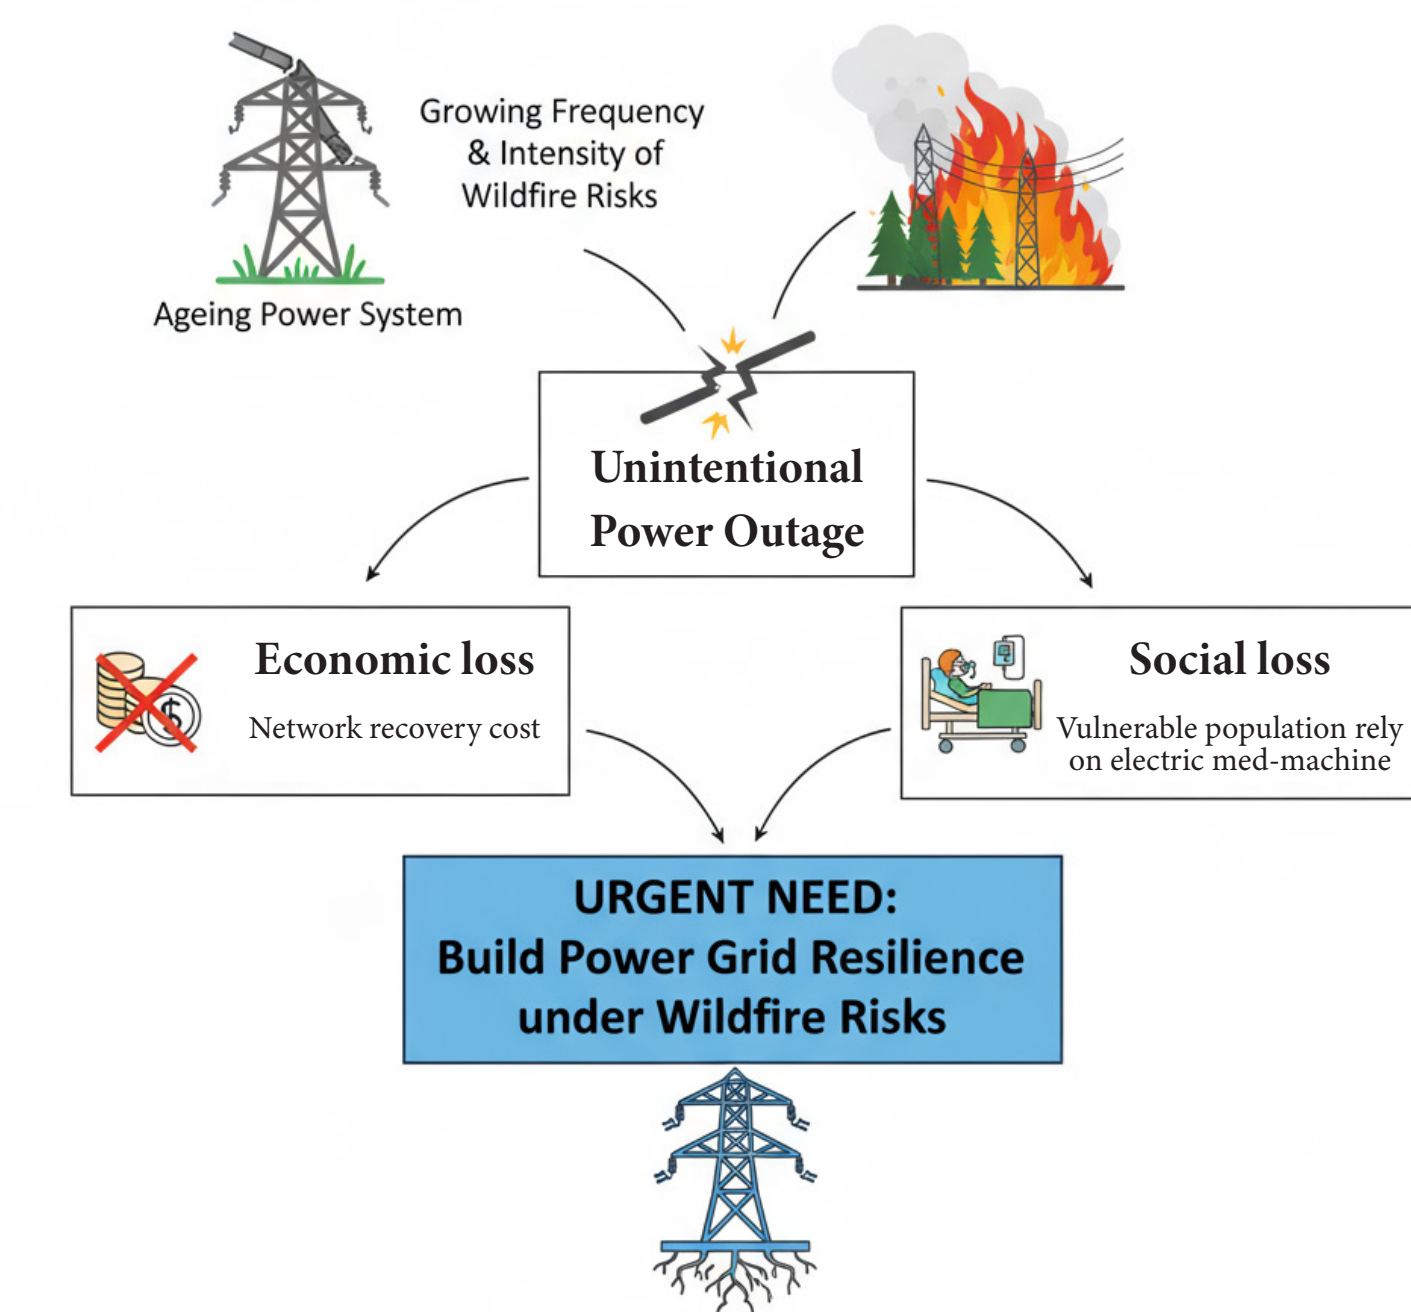 Growing Frequency
& Intensity of
Wildfire Risks
Ageing Power System
Unintentional
Power Outage
Economic loss
Network recovery cost
$
Social loss
Vulnerable population rely
on electric med-machine
URGENT NEED:
Build Power Grid Resilience
under Wildfire Risks